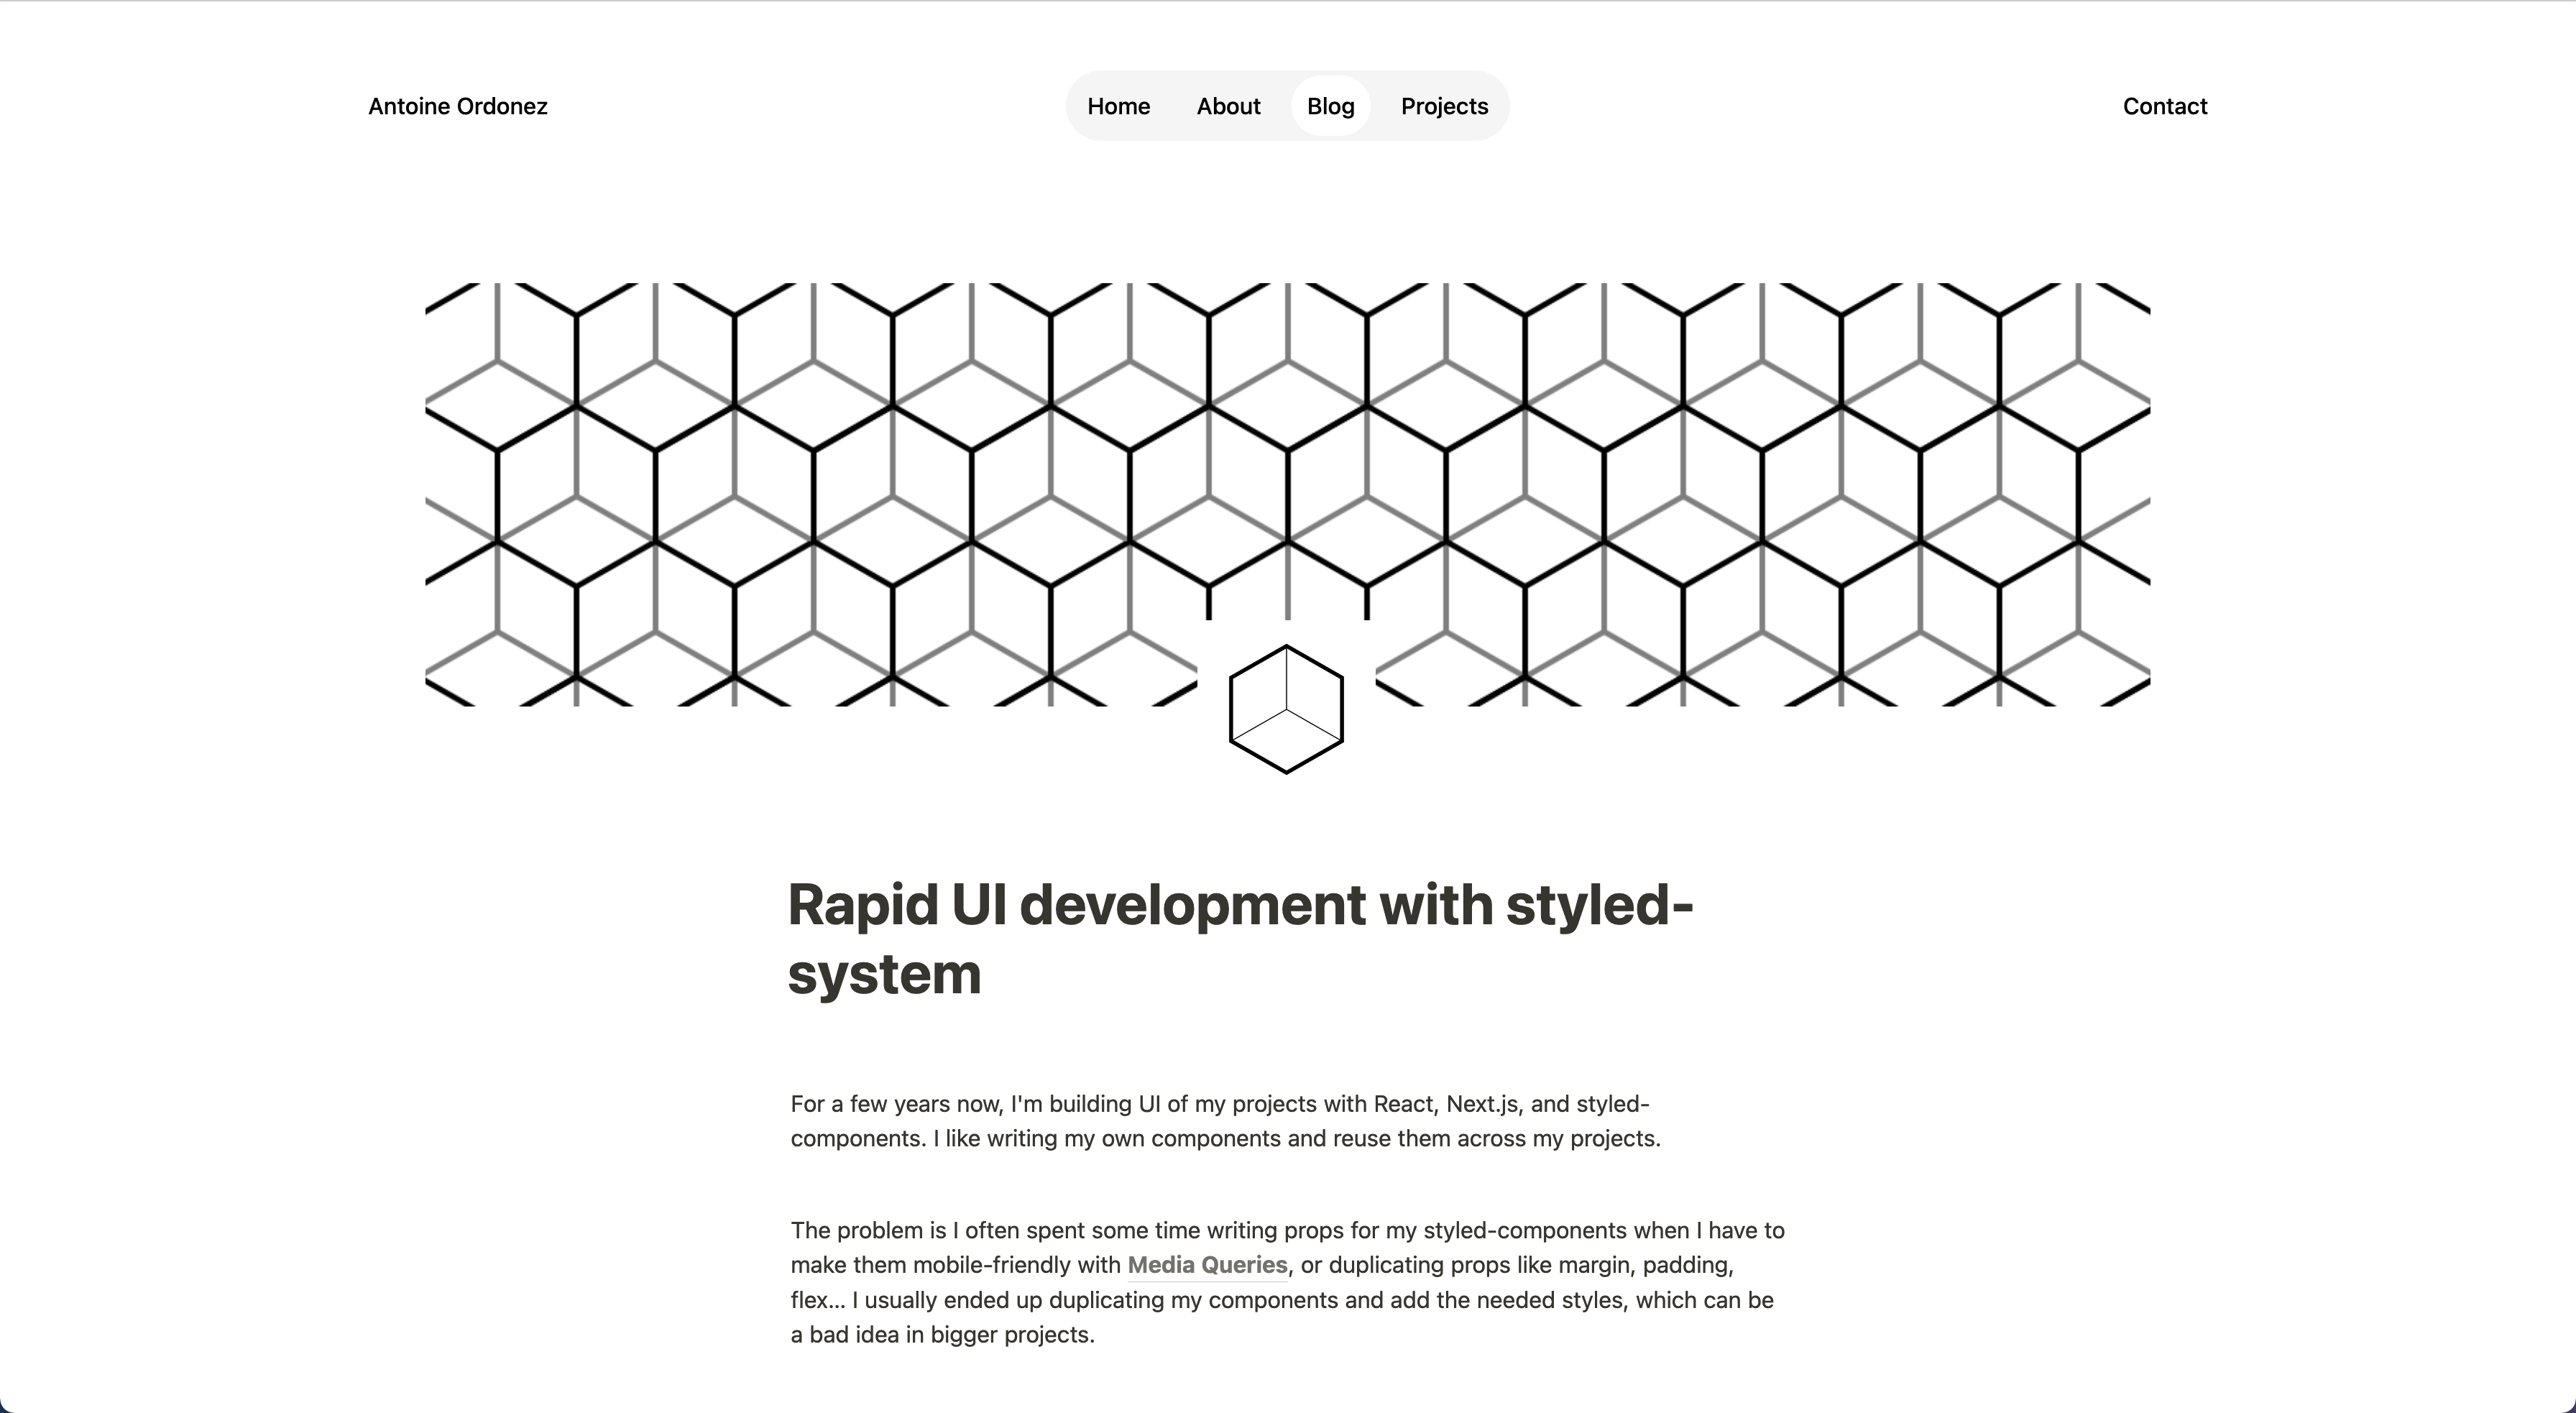 Antoine Ordonez
Home
About
Blog
Projects
Contact
Rapid UI development with styled-
system
For a few years now, I'm building UI of my projects with React, Next.js, and styled-
components. I like writing my own components and reuse them across my projects.
The problem is I often spent some time writing props for my styled-components when I have to
make them mobile-friendly with Media Queries, or duplicating props like margin, padding,
flex... I usually ended up duplicating my components and add the needed styles, which can be
a bad idea in bigger projects.